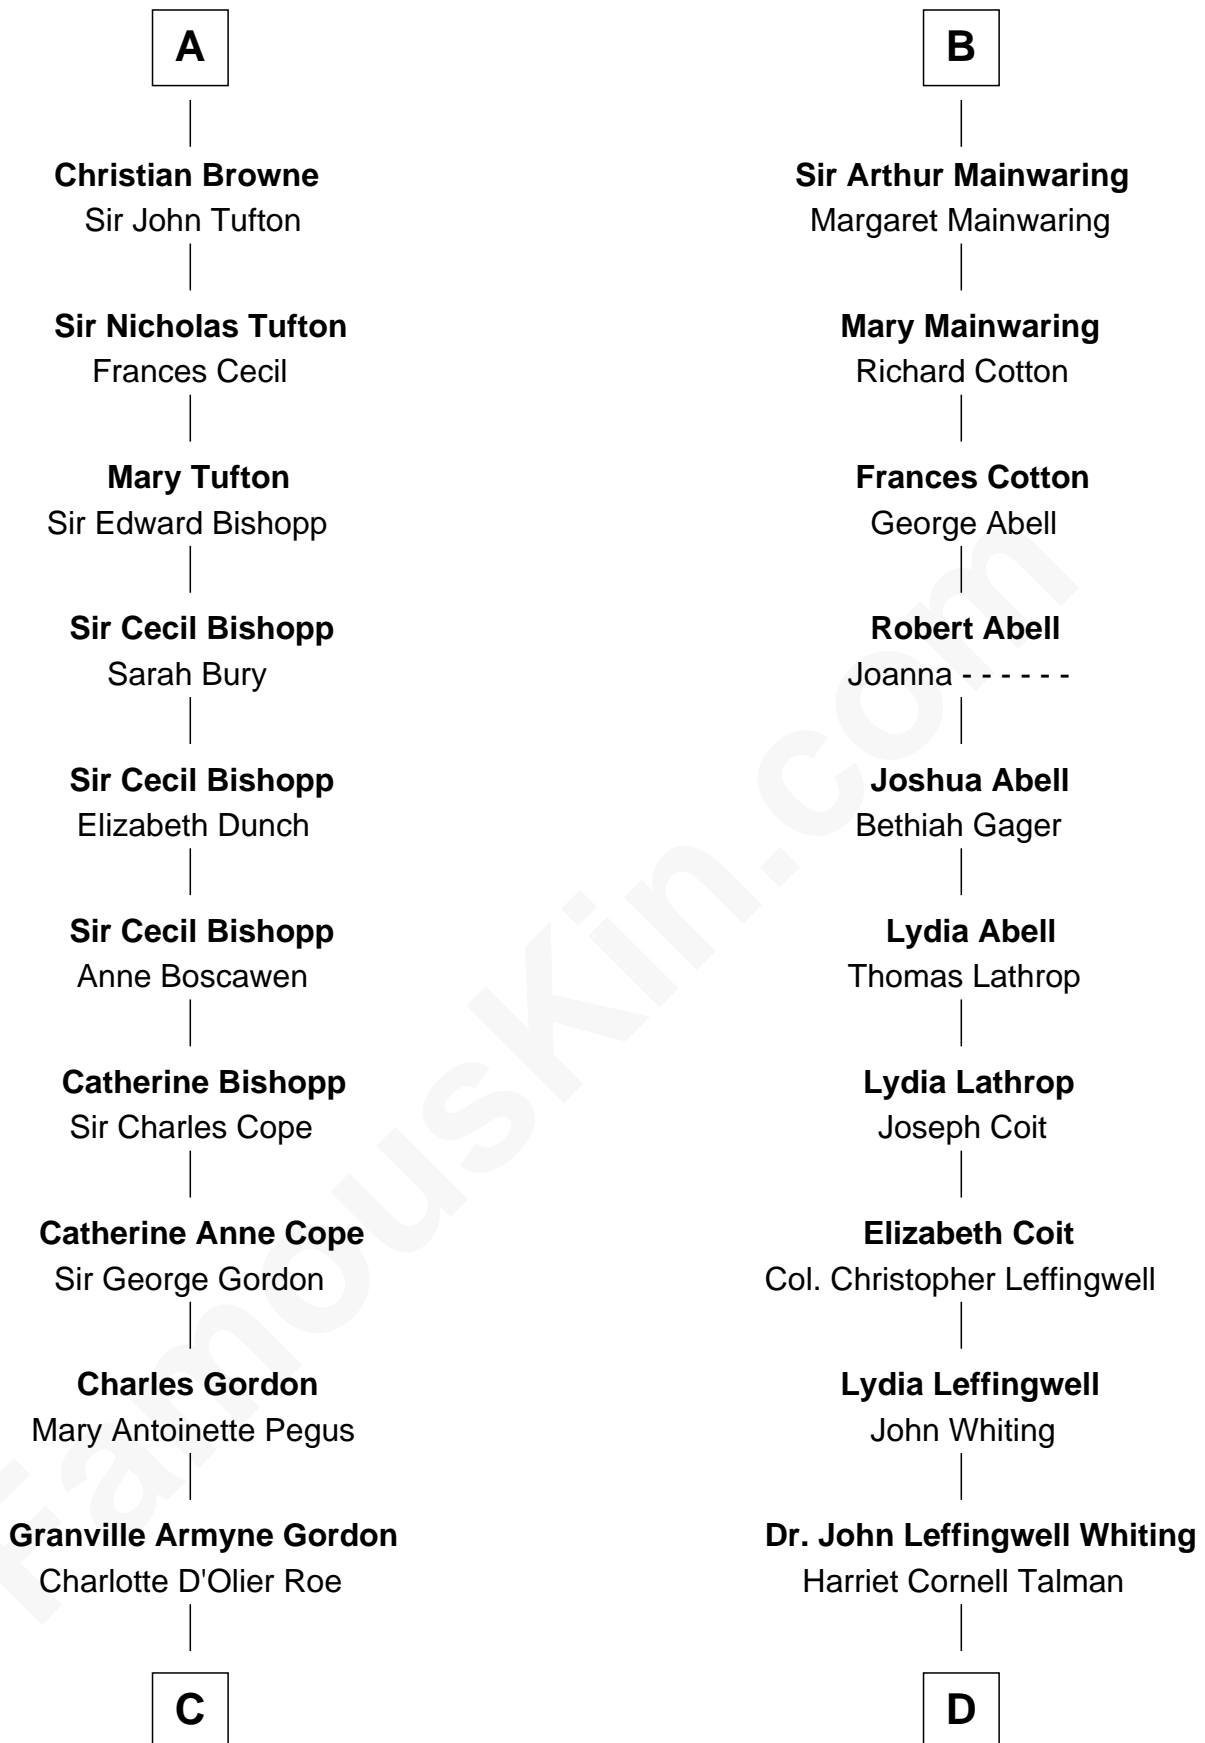 A
Christian Browne
Sir John Tufton
Sir Nicholas Tufton
Frances Cecil
Mary Tufton
Sir Edward Bishopp
Sir Cecil Bishopp
Sarah Bury
Sir Cecil Bishopp
Elizabeth Dunch
Sir Cecil Bishopp
Anne Boscawen
Catherine Bishopp
Sir Charles Cope
Catherine Anne Cope
Sir George Gordon
Charles Gordon
Mary Antoinette Pegus
Granville Armyne Gordon
Charlotte D'Olier Roe
C
B
Sir Arthur Mainwaring
Margaret Mainwaring
Mary Mainwaring
Richard Cotton
Frances Cotton
George Abell
Robert Abell
Joanna - - - - - -
Joshua Abell
Bethiah Gager
Lydia Abell
Thomas Lathrop
Lydia Lathrop
Joseph Coit
Elizabeth Coit
Col. Christopher Leffingwell
Lydia Leffingwell
John Whiting
Dr. John Leffingwell Whiting
Harriet Cornell Talman
D
FamousKin.com